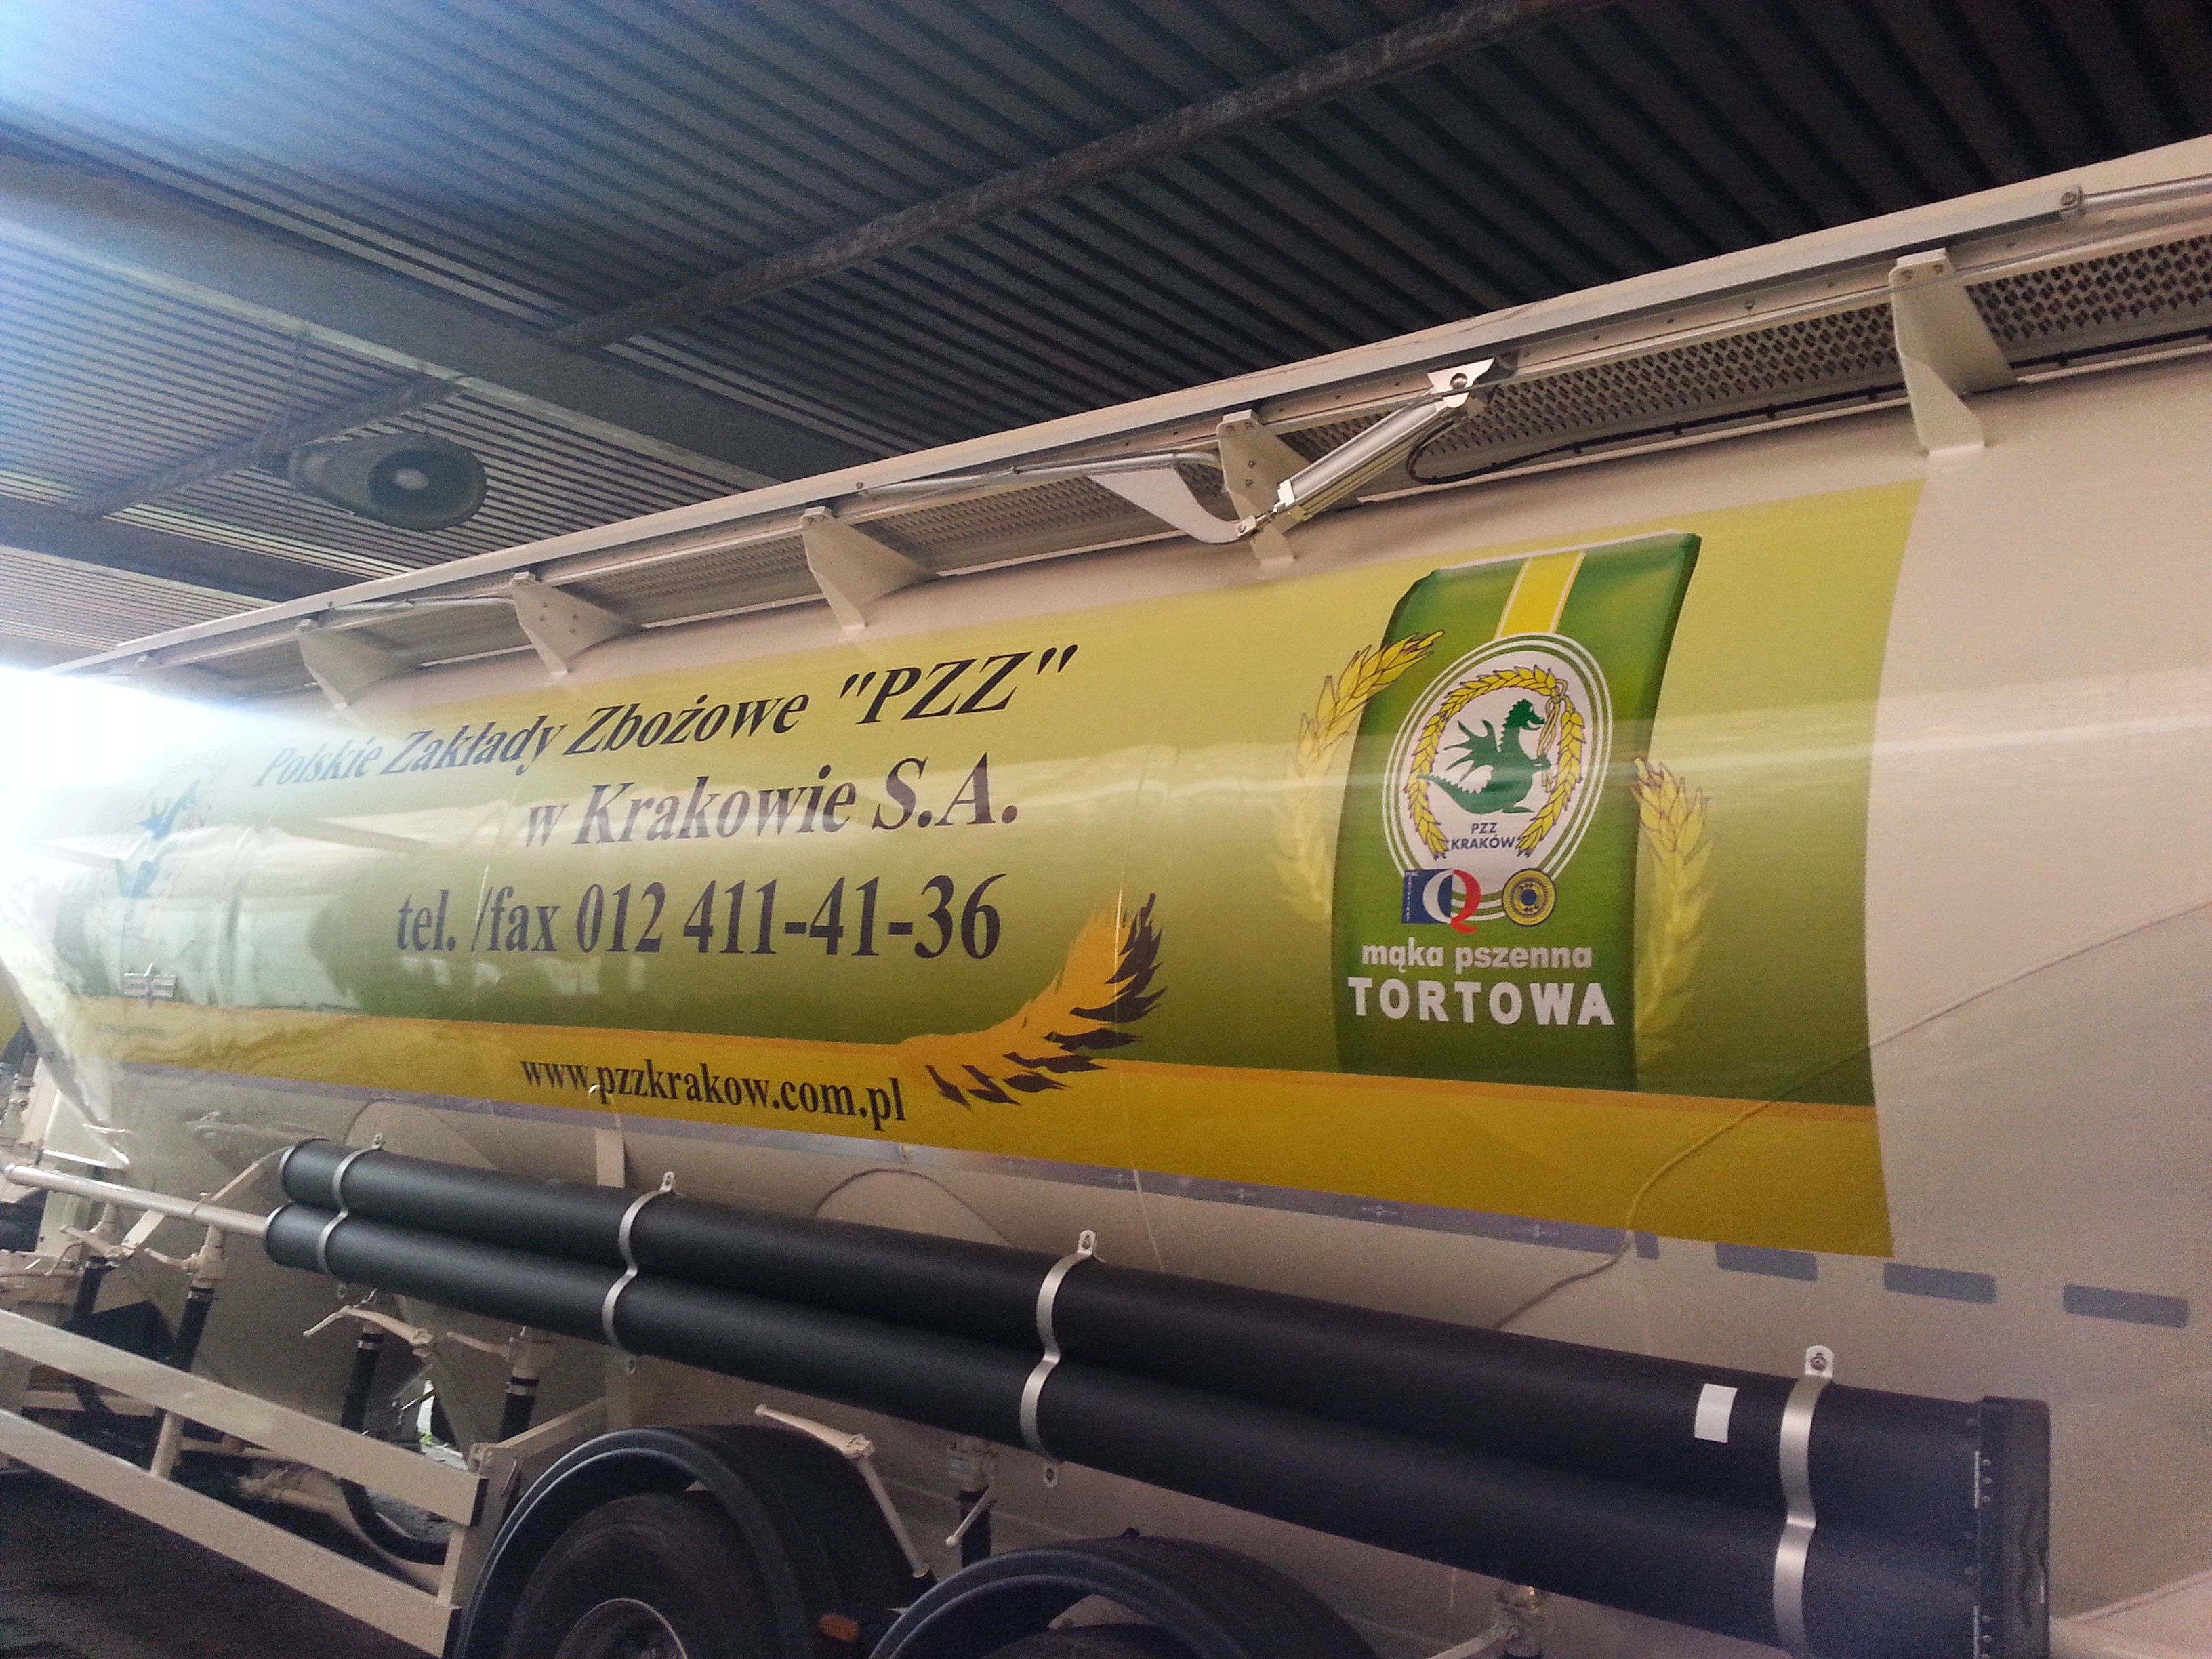 Polskie Zakłady Zbożowe "PZZ"
w Krakowie S.A.
tel. /fax 012 411-41-36
www.pzzkrakow.com.pl
PZZ
KRAKÓW
Q
mąka pszenna
TORTOWA